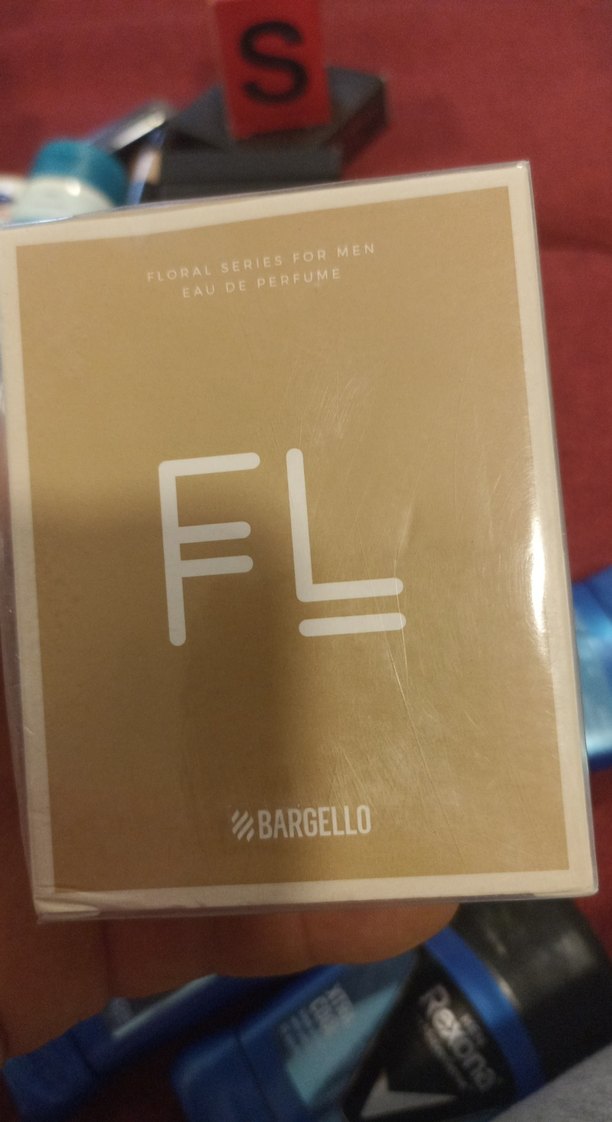 S
FLORAL SERIES FOR MEN
EAU DE PERFUME
FL
BARGELLO
Rexona